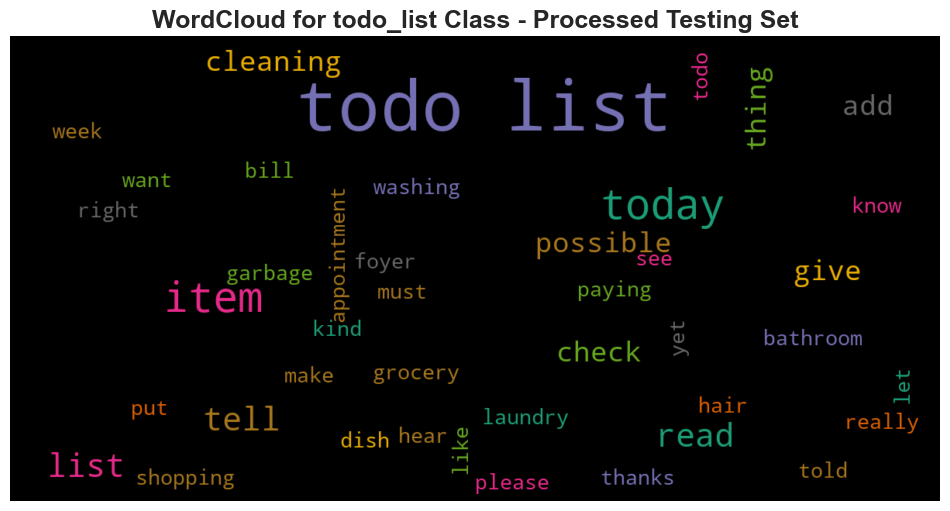 WordCloud for todo_list Class - Processed Testing Set
cleaning
todo list
todo
thing
add
week
want
bill
washing
right
today
know
appointment
possible
foyer
see
garbage
give
item
must
paying
kind
yet
bathroom
check
make
grocery
let
put
hair
tell
laundry
really
dish
hear
like
read
list
shopping
please
thanks
told